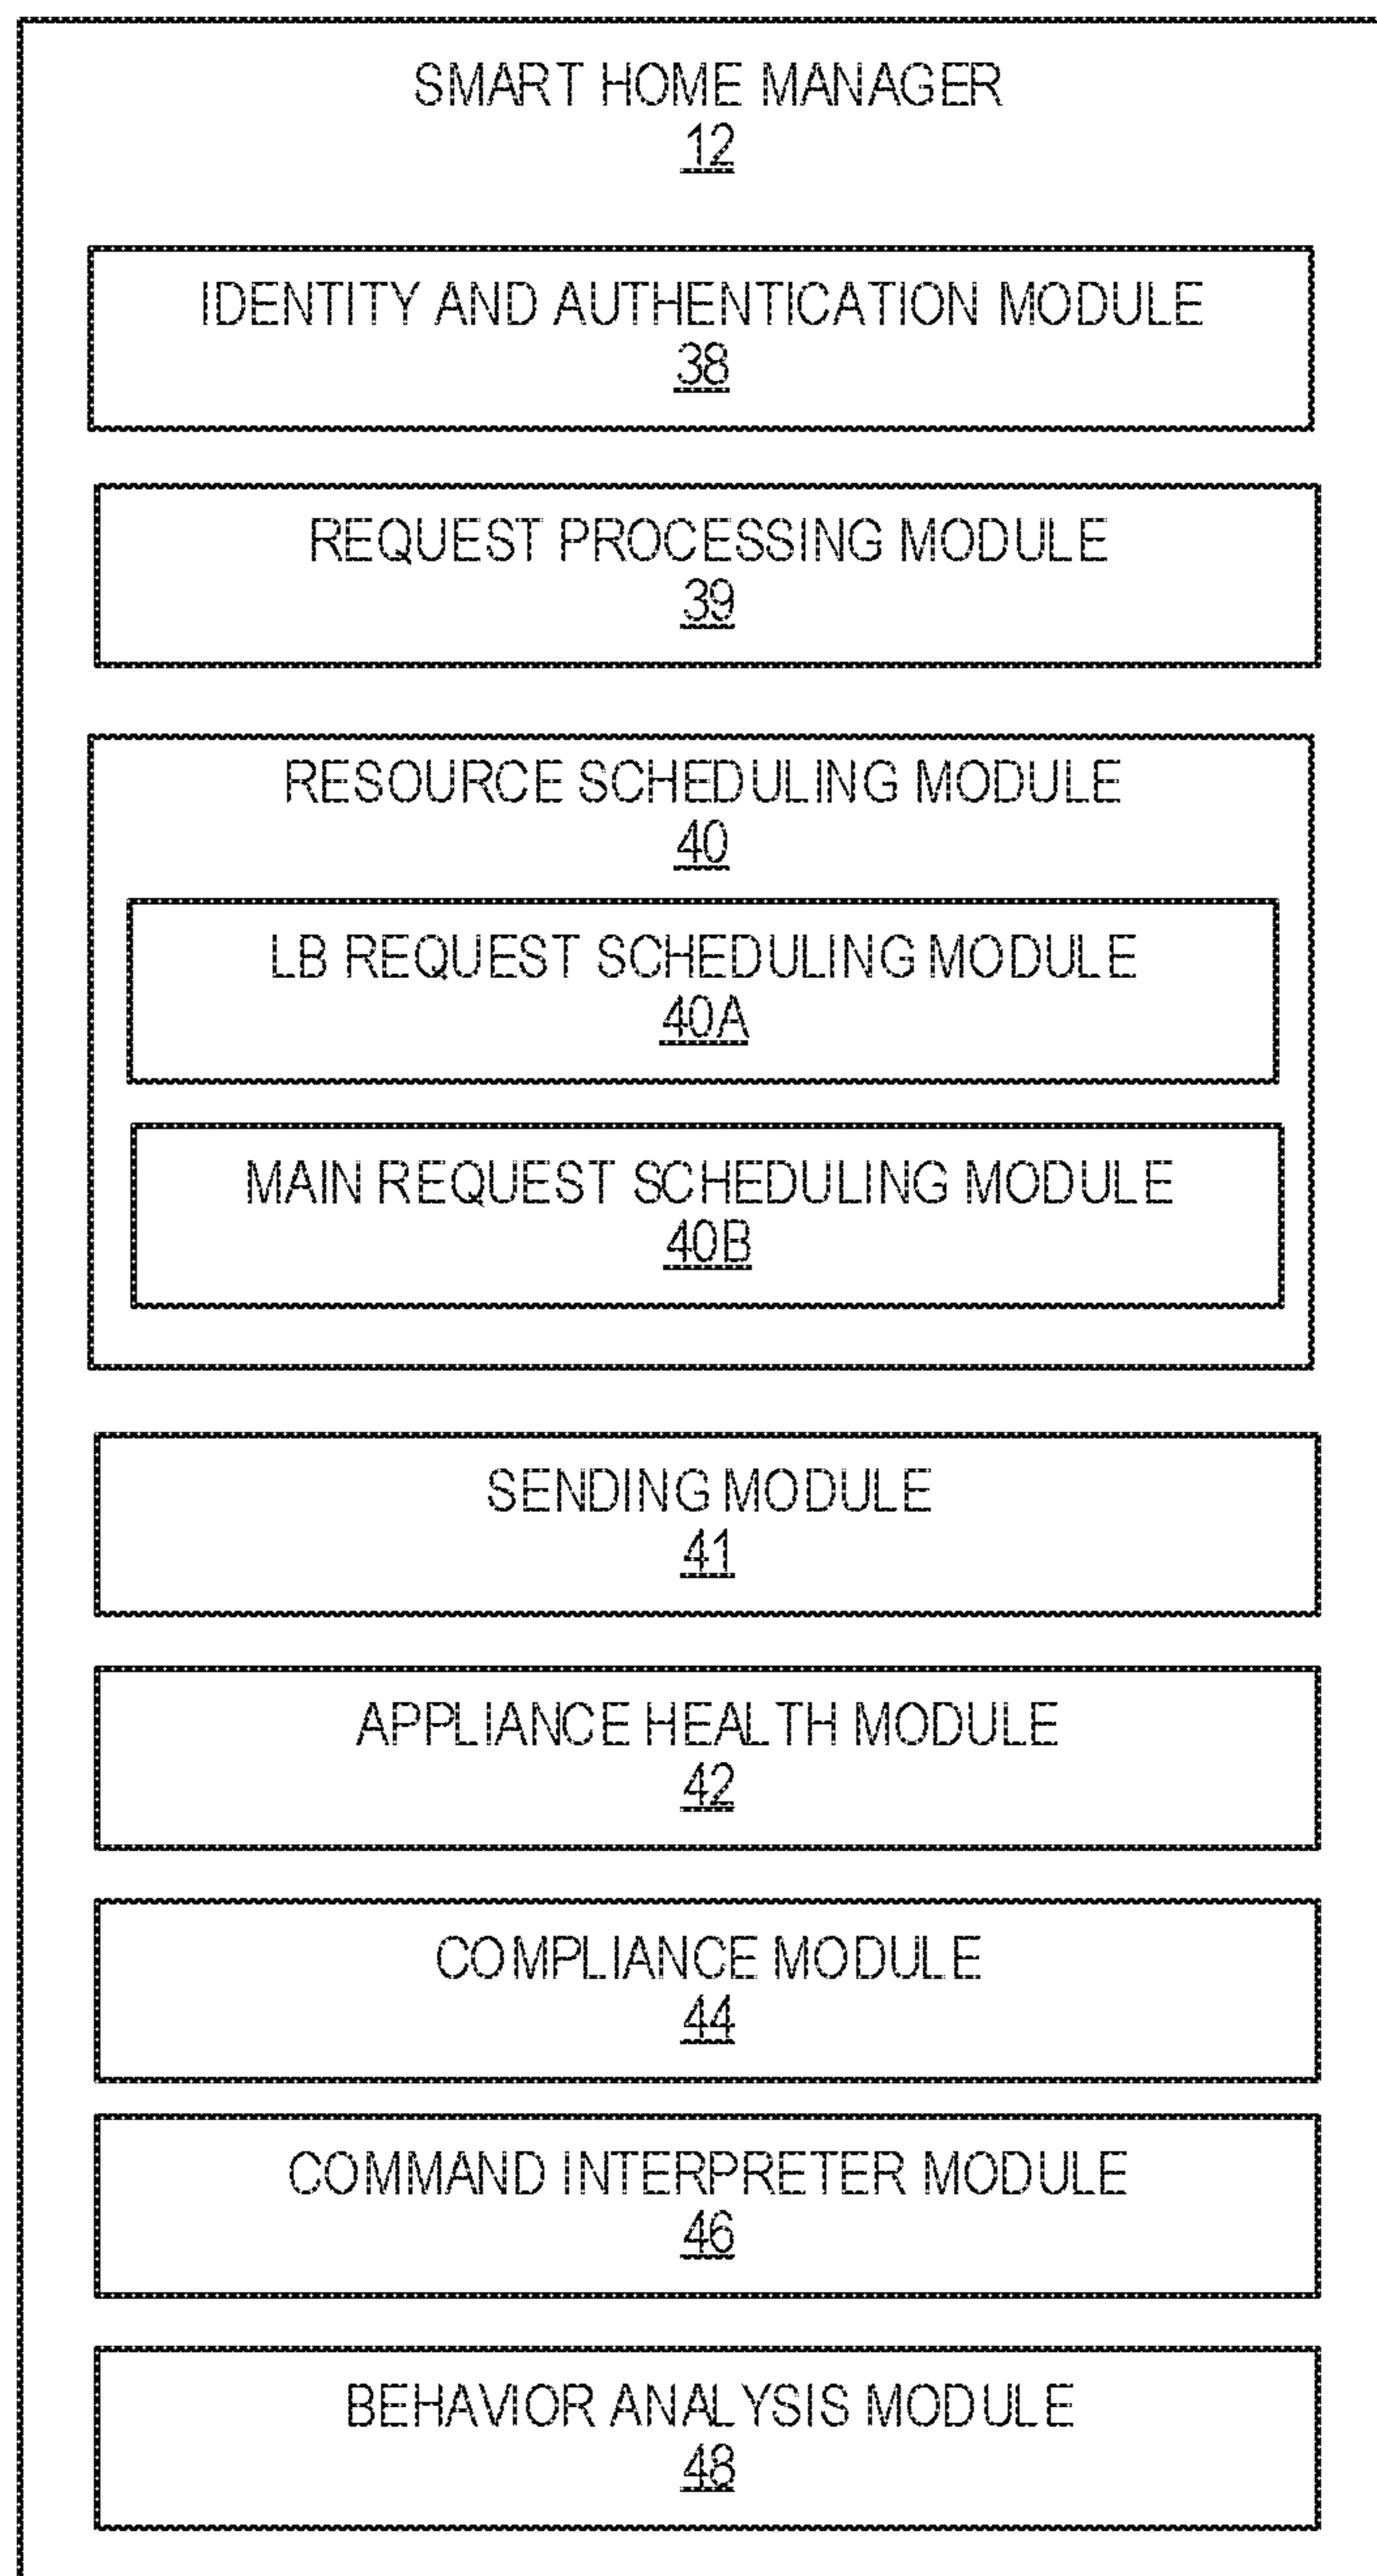 SMART HOME MANAGER
12
IDENTITY AND AUTHENTICATION MODULE
38
REQUEST PROCESSING MODULE
39
RESOURCE SCHEDULING MODULE
40
LB REQUEST SCHEDULING MODULE
40A
MAIN REQUEST SCHEDULING MODULE
40B
SENDING MODULE
41
APPLIANCE HEALTH MODULE
42
COMPLIANCE MODULE
44
COMMAND INTERPRETER MODULE
46
BEHAVIOR ANALYSIS MODULE
48